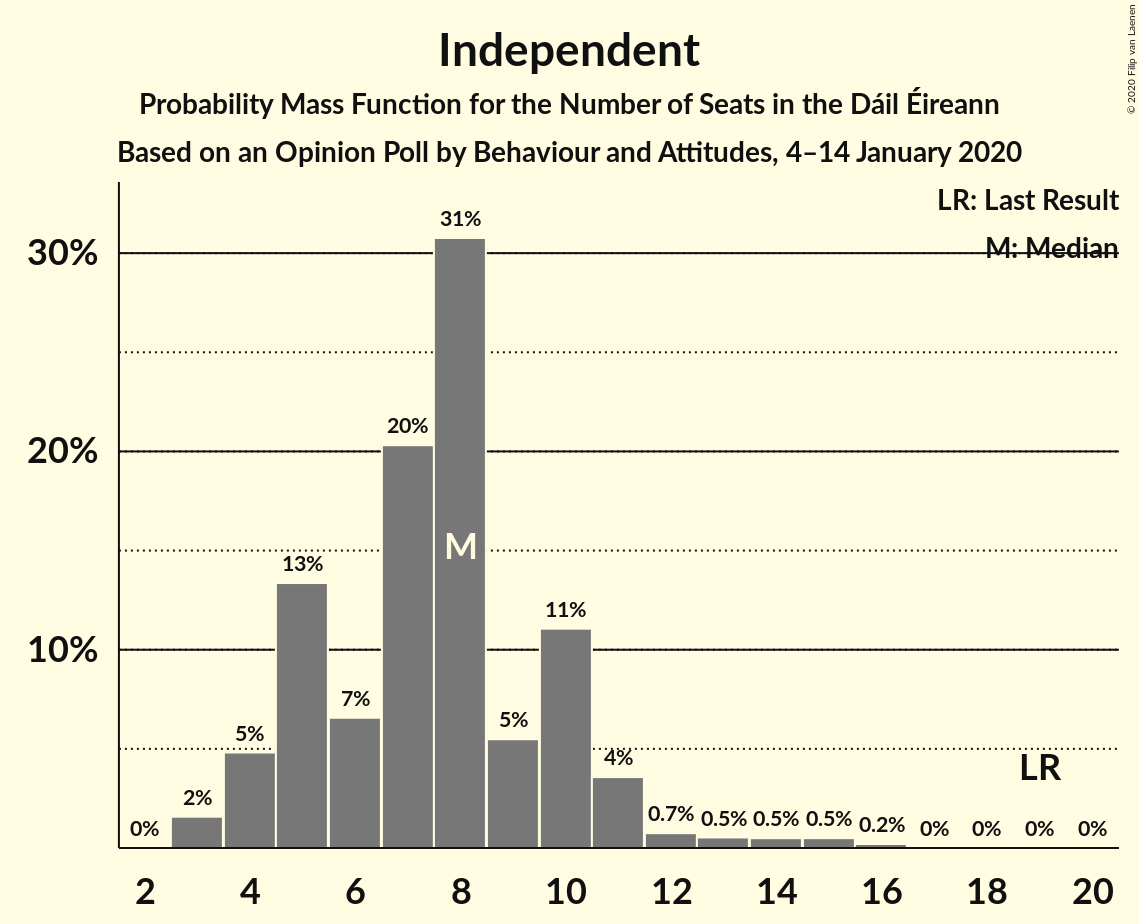 Independent
Probability Mass Function for the Number of Seats in the Dáil Éireann
Based on an Opinion Poll by Behaviour and Attitudes, 4–14 January 2020
© 2020 Filip van Laenen
LR: Last Result
M: Median
30%
20%
10%
0%
2%
5%
13%
7%
20%
31%
M
5%
11%
4%
0.7%
0.5%
0.5%
0.5%
0.2%
0%
0%
LR
0%
0%
2 4 6 8 10 12 14 16 18 20